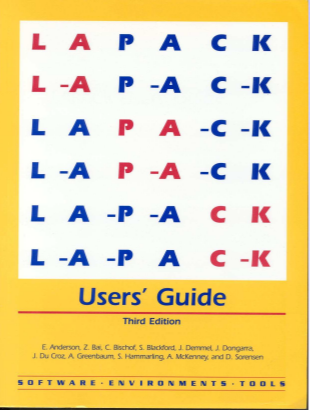 L A P A C K
L -A P -A C -K
L A P A -C -K
L -A P -A -C K
L A -P -A C K
L -A -P A C -K
Users' Guide
Third Edition
E. Anderson, Z. Bai, C. Bischof, S. Blackford, J. Demmel, J. Dongarra,
J. Du Croz, A. Greenbaum, S. Hammarling, A. McKenney, and D. Sorensen
SOFTWARE · ENVIRONMENTS · TOOLS